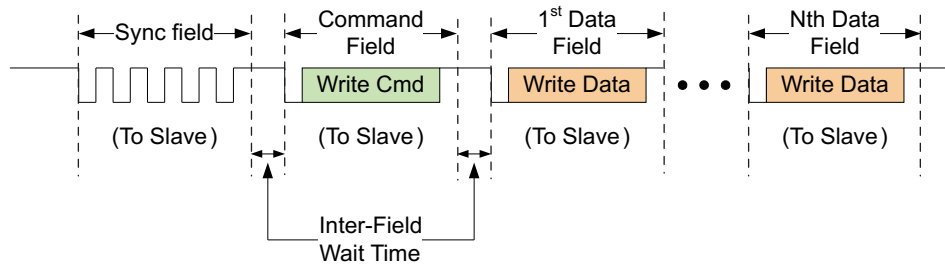 Sync field
Command
Field
1st Data
Field
Nth Data
Field
Write Cmd
Write Data
Write Data
(To Slave)
(To Slave)
(To Slave)
(To Slave)
Inter-Field
Wait Time